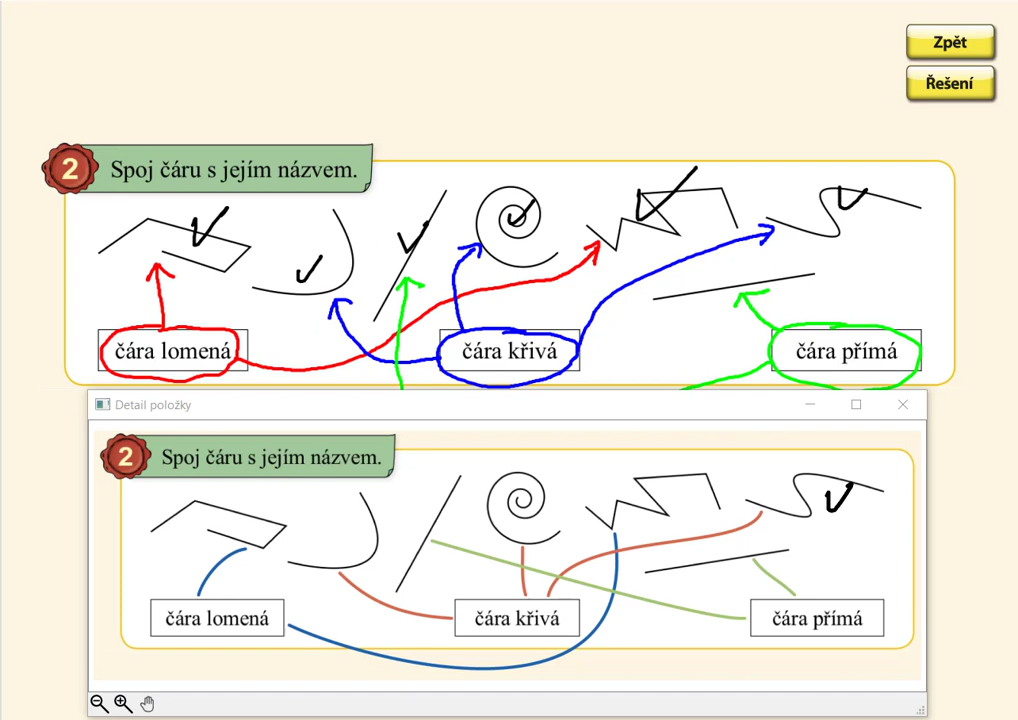 Zpět
Řešení
2 Spoj čáru s jejím názvem.
čára lomená čára křivá čára přímá
Detail položky
2 Spoj čáru s jejím názvem.
čára lomená čára křivá čára přímá